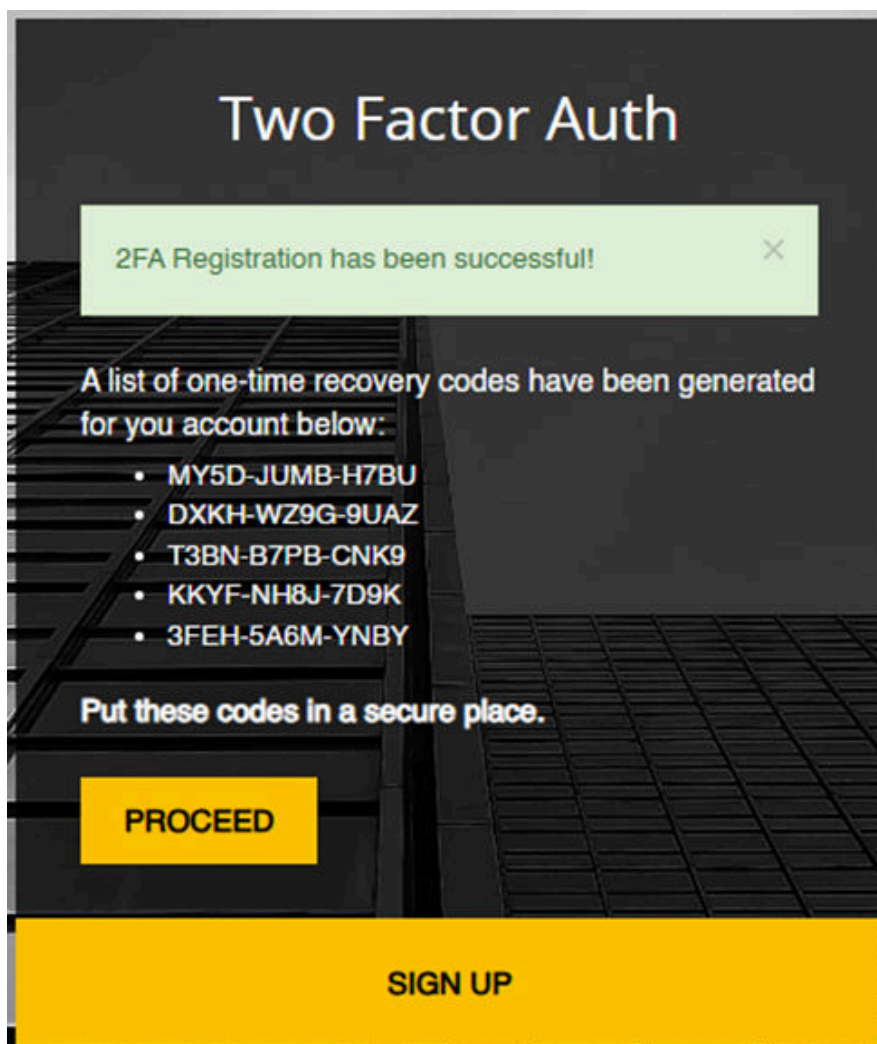 Two Factor Auth
2FA Registration has been successful!
×
A list of one-time recovery codes have been generated
for you account below:
• MY5D-JUMB-H7BU
• DXKH-WZ9G-9UAZ
• T3BN-B7PB-CNK9
• KKYF-NH8J-7D9K
• 3FEH-5A6M-YNBY
Put these codes in a secure place.
PROCEED
SIGN UP